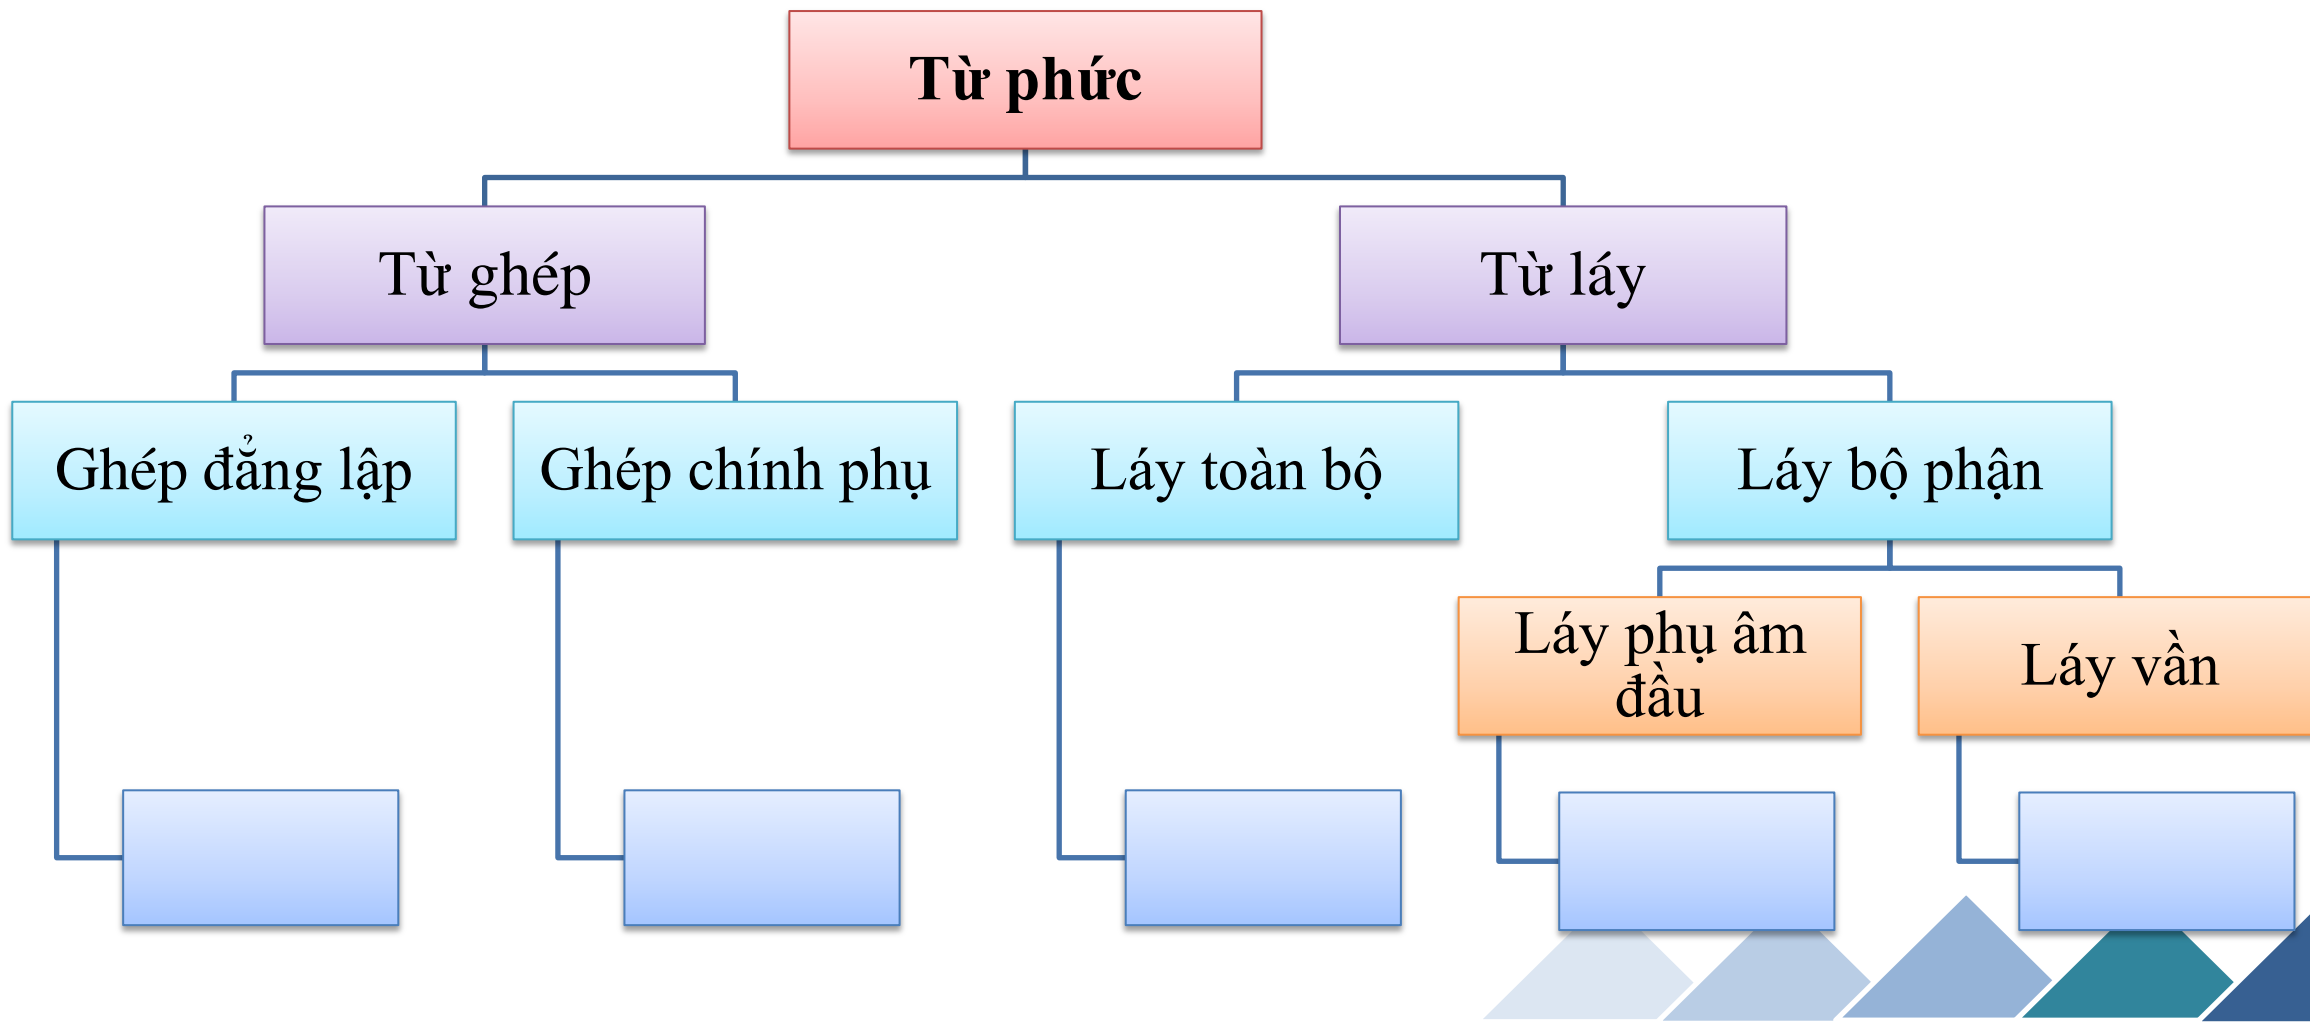 Từ phức
Từ ghép
Từ láy
Ghép đẳng lập
Ghép chính phụ
Láy toàn bộ
Láy bộ phận
Láy phụ âm
đầu
Láy vần